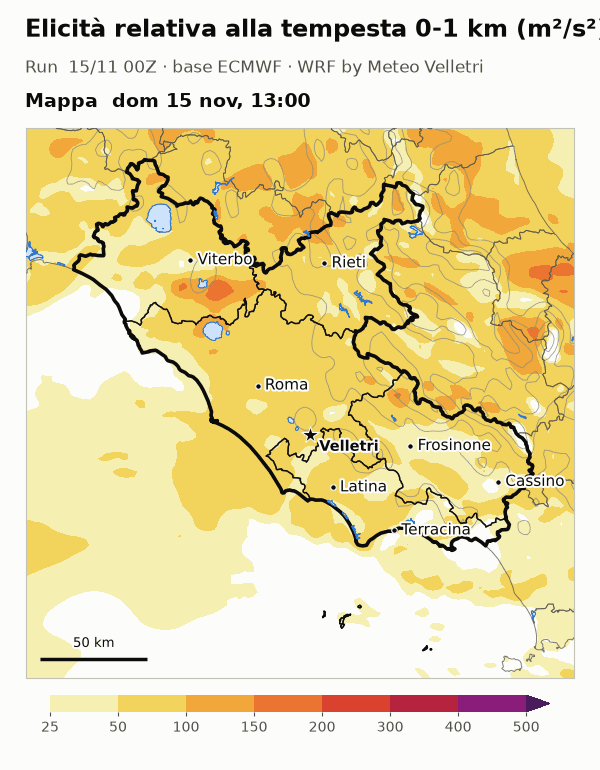 Elicità relativa alla tempesta 0-1 km (m²/s²)
Run 15/11 00Z · base ECMWF · WRF by Meteo Velletri
Mappa dom 15 nov, 13:00
Viterbo
Rieti
Roma
Velletri
Frosinone
Cassino
Latina
Terracina
50 km
25 50 100 150 200 300 400 500